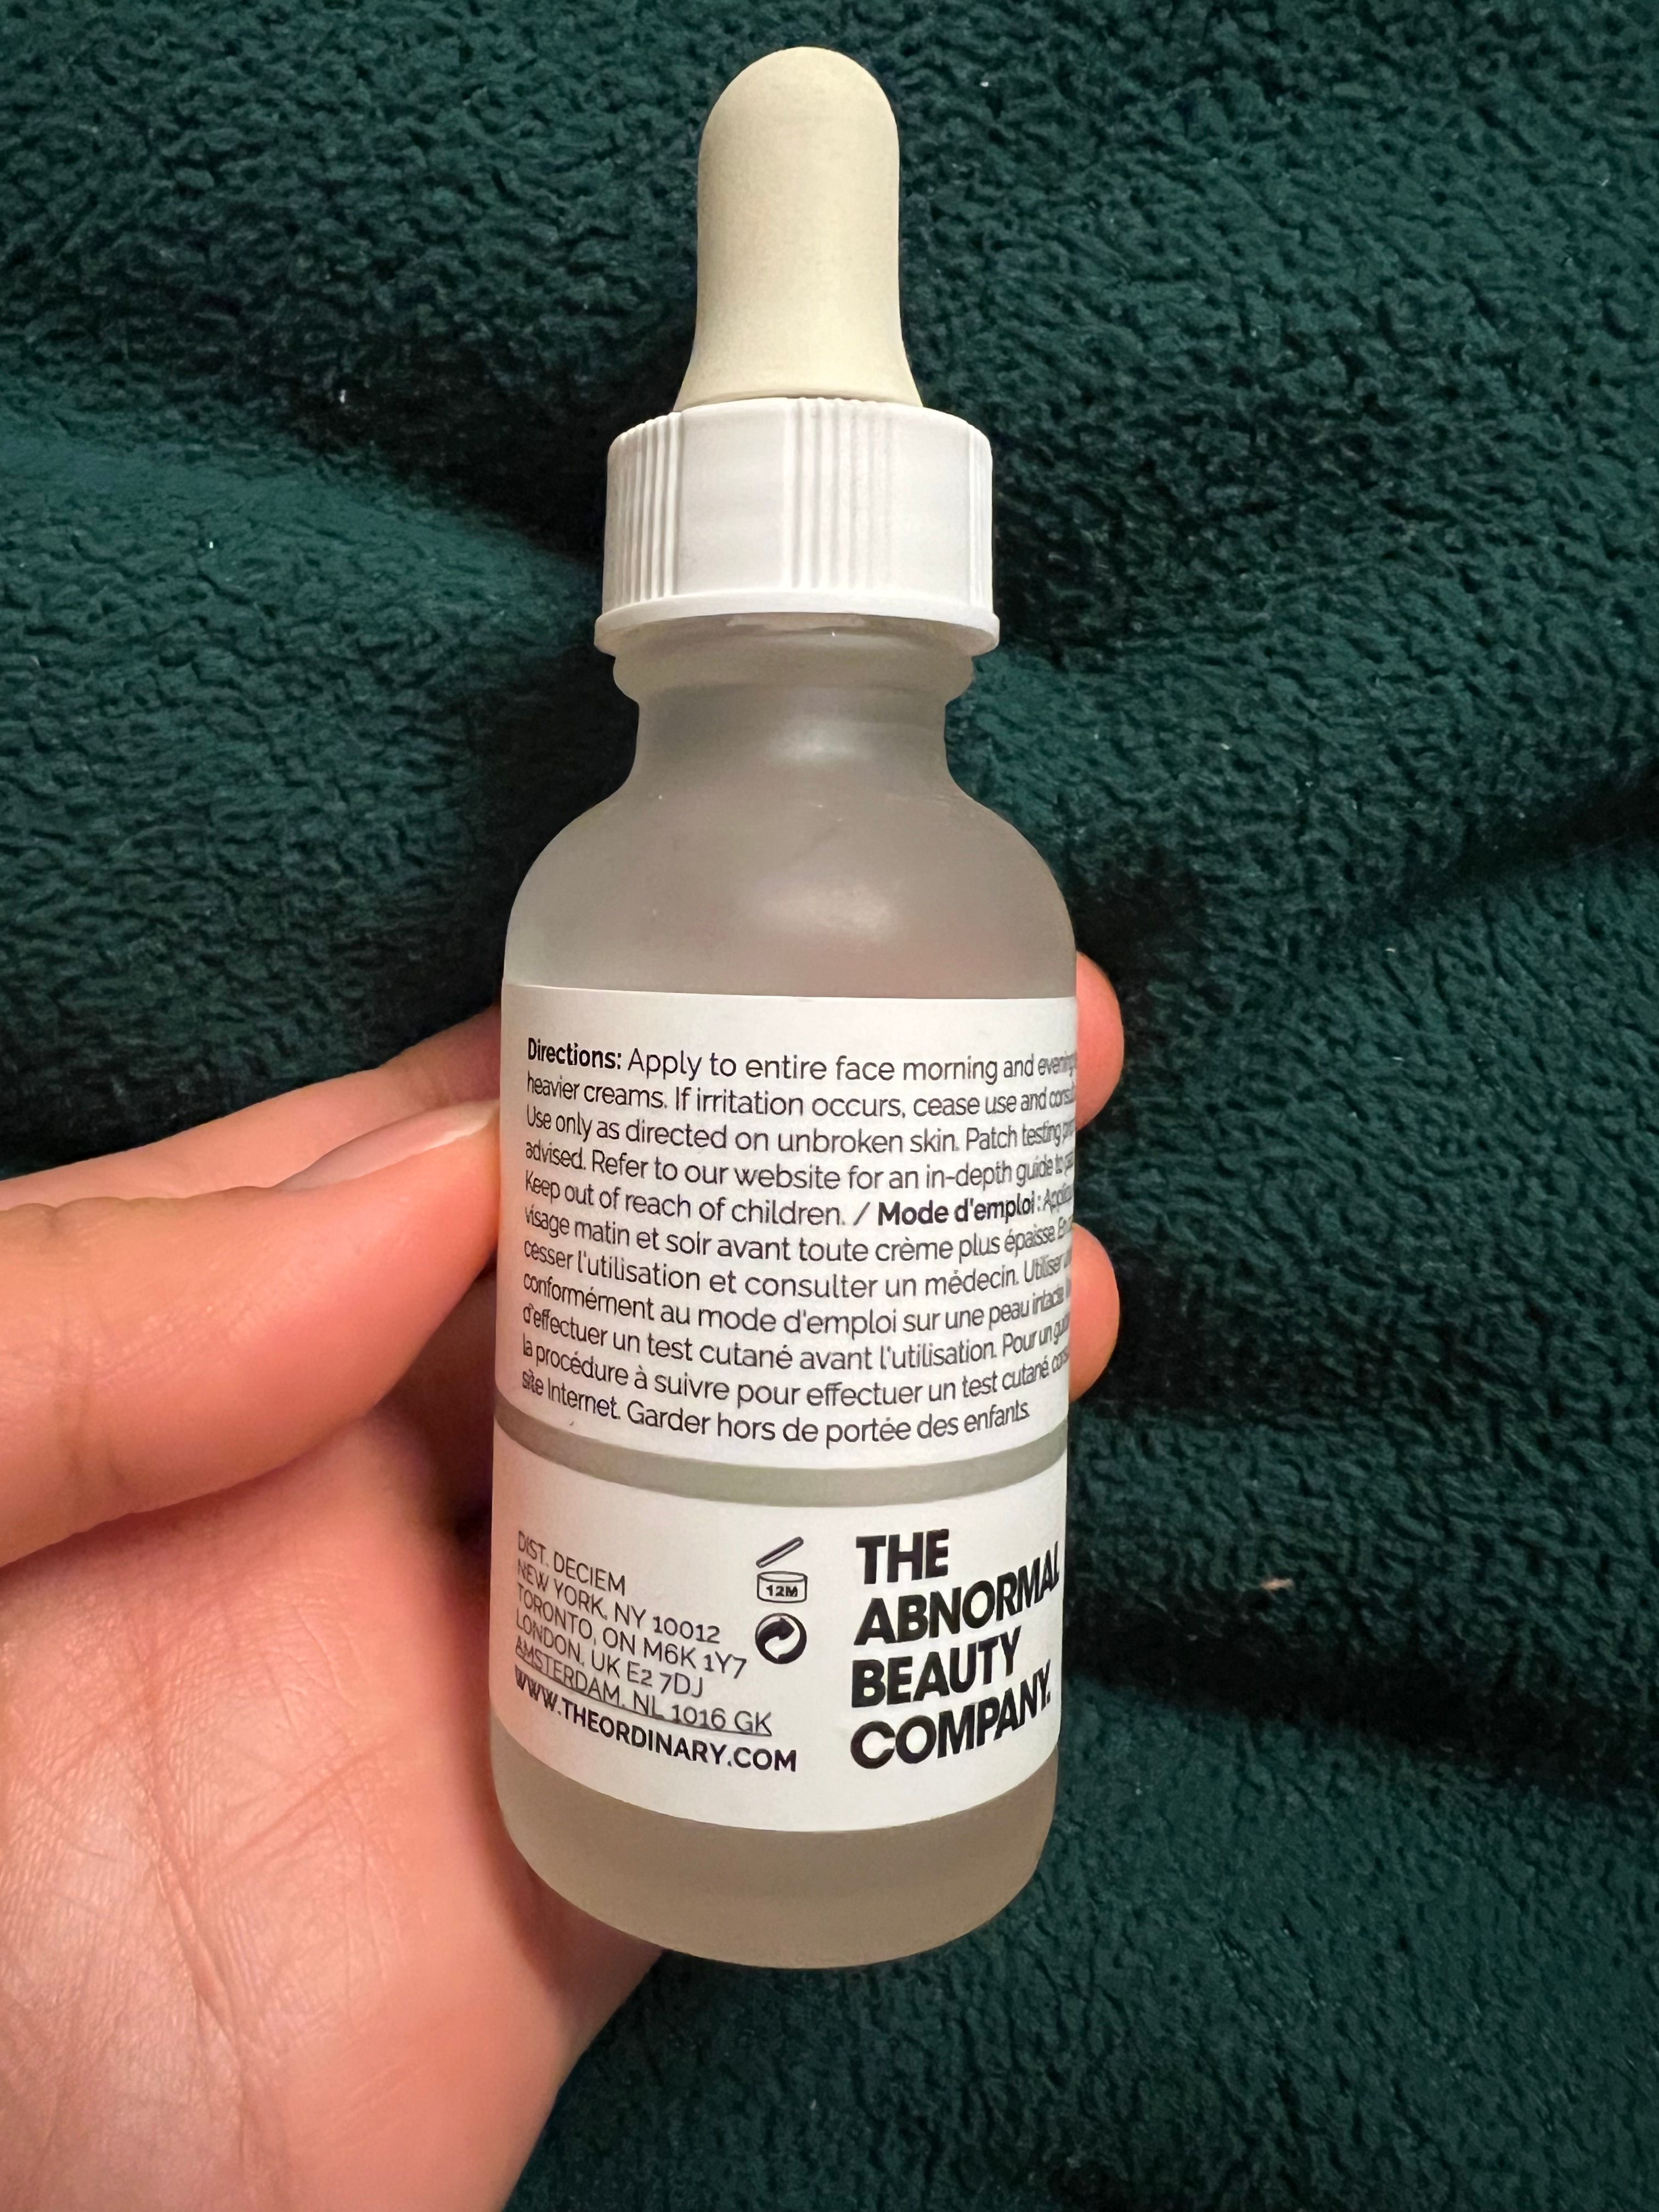 Directions: Apply to entire face morning and evening
heavier creams. If irritation occurs, cease use and
Use only as directed on unbroken skin. Patch testing
advised. Refer to our website for an in-depth guide to
Keep out of reach of children. / Mode d'emploi :
visage matin et soir avant toute crème plus épaisse.
cesser l'utilisation et consulter un médecin. Utiliser
conformément au mode d'emploi sur une peau intacte.
d'effectuer un test cutané avant l'utilisation. Pour un
la procédure à suivre pour effectuer un test cutané,
site Internet. Garder hors de portée des enfants.
DIST. DECIEM
NEW YORK, NY 10012
TORONTO, ON M6K 1Y7
LONDON, UK E2 7DJ
AMSTERDAM, NL 1016 GK
WWW.THEORDINARY.COM
12M
THE
ABNORMAL
BEAUTY
COMPANY.